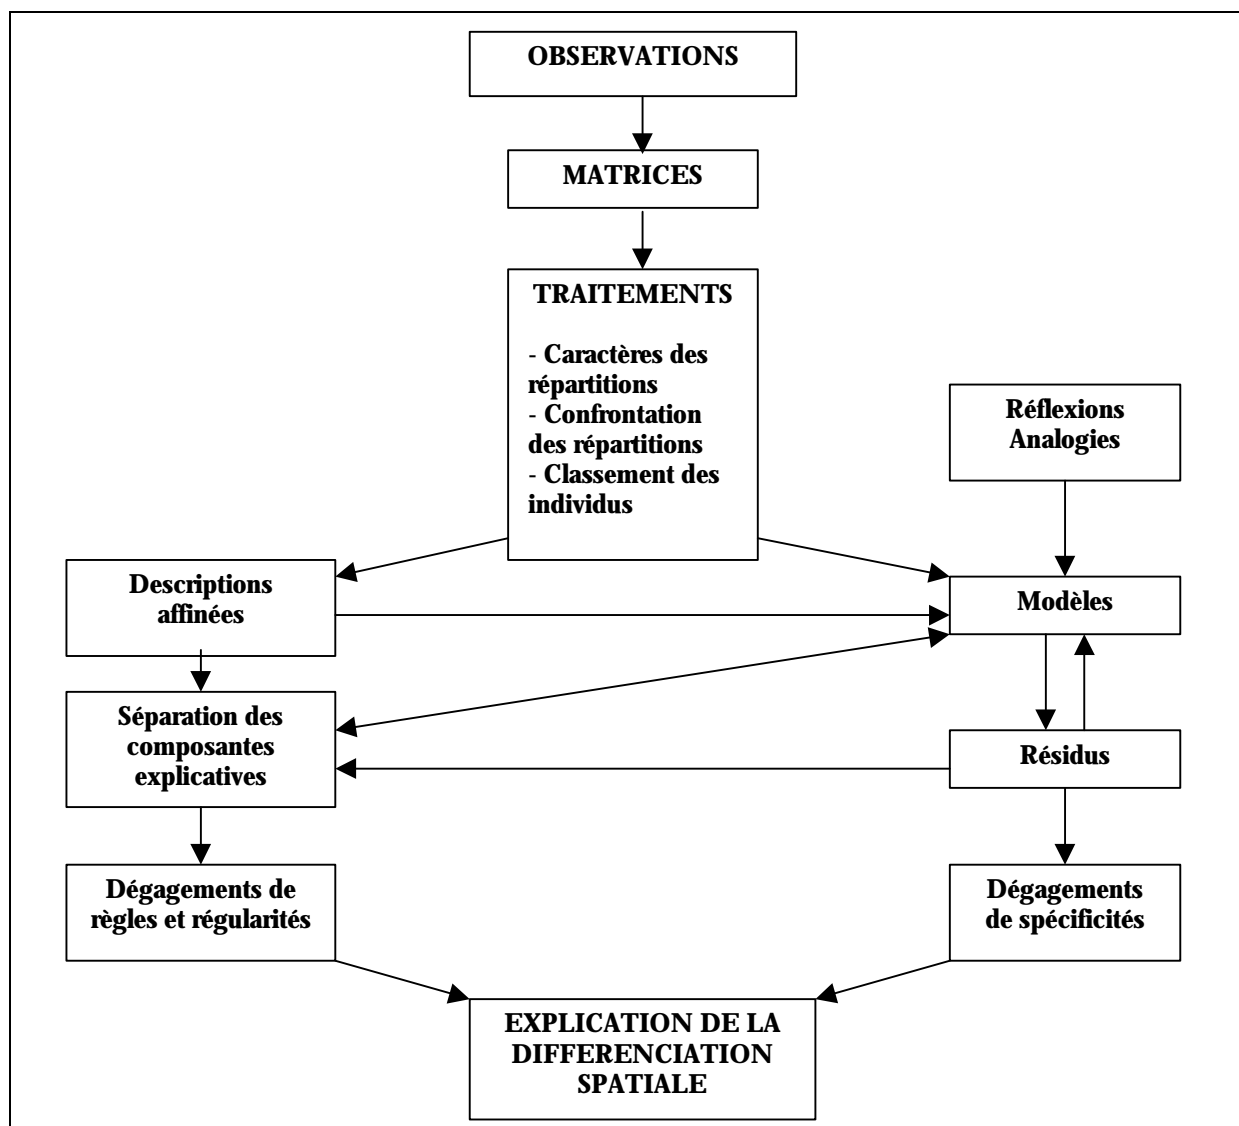 OBSERVATIONS
MATRICES
TRAITEMENTS
- Caractères des
répartitions
- Confrontation
des répartitions
- Classement des
individus
Réflexions
Analogies
Descriptions
affinées
Modèles
Séparation des
composantes
explicatives
Résidus
Dégagements de
règles et régularités
Dégagements
de spécificités
EXPLICATION DE LA
DIFFERENCIATION
SPATIALE